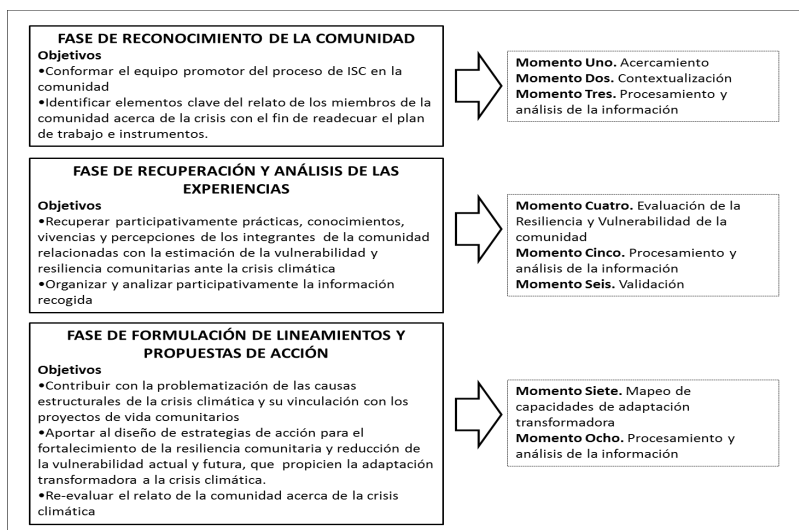 FASE DE RECONOCIMIENTO DE LA COMUNIDAD
Objetivos
•Conformar el equipo promotor del proceso de ISC en la
comunidad
•Identificar elementos clave del relato de los miembros de la
comunidad acerca de la crisis con el fin de readecuar el plan
de trabajo e instrumentos.
Momento Uno. Acercamiento
Momento Dos. Contextualización
Momento Tres. Procesamiento y
análisis de la información
FASE DE RECUPERACIÓN Y ANÁLISIS DE LAS
EXPERIENCIAS
Objetivos
•Recuperar participativamente prácticas, conocimientos,
vivencias y percepciones de los integrantes de la comunidad
relacionadas con la estimación de la vulnerabilidad y
resiliencia comunitarias ante la crisis climática
•Organizar y analizar participativamente la información
recogida
Momento Cuatro. Evaluación de la
Resiliencia y Vulnerabilidad de la
comunidad
Momento Cinco. Procesamiento y
análisis de la información
Momento Seis. Validación
FASE DE FORMULACIÓN DE LINEAMIENTOS Y
PROPUESTAS DE ACCIÓN
Objetivos
•Contribuir con la problematización de las causas
estructurales de la crisis climática y su vinculación con los
proyectos de vida comunitarios
•Aportar al diseño de estrategias de acción para el
fortalecimiento de la resiliencia comunitaria y reducción de
la vulnerabilidad actual y futura, que propicien la adaptación
transformadora a la crisis climática.
•Re-evaluar el relato de la comunidad acerca de la crisis
climática
Momento Siete. Mapeo de
capacidades de adaptación
transformadora
Momento Ocho. Procesamiento y
análisis de la información